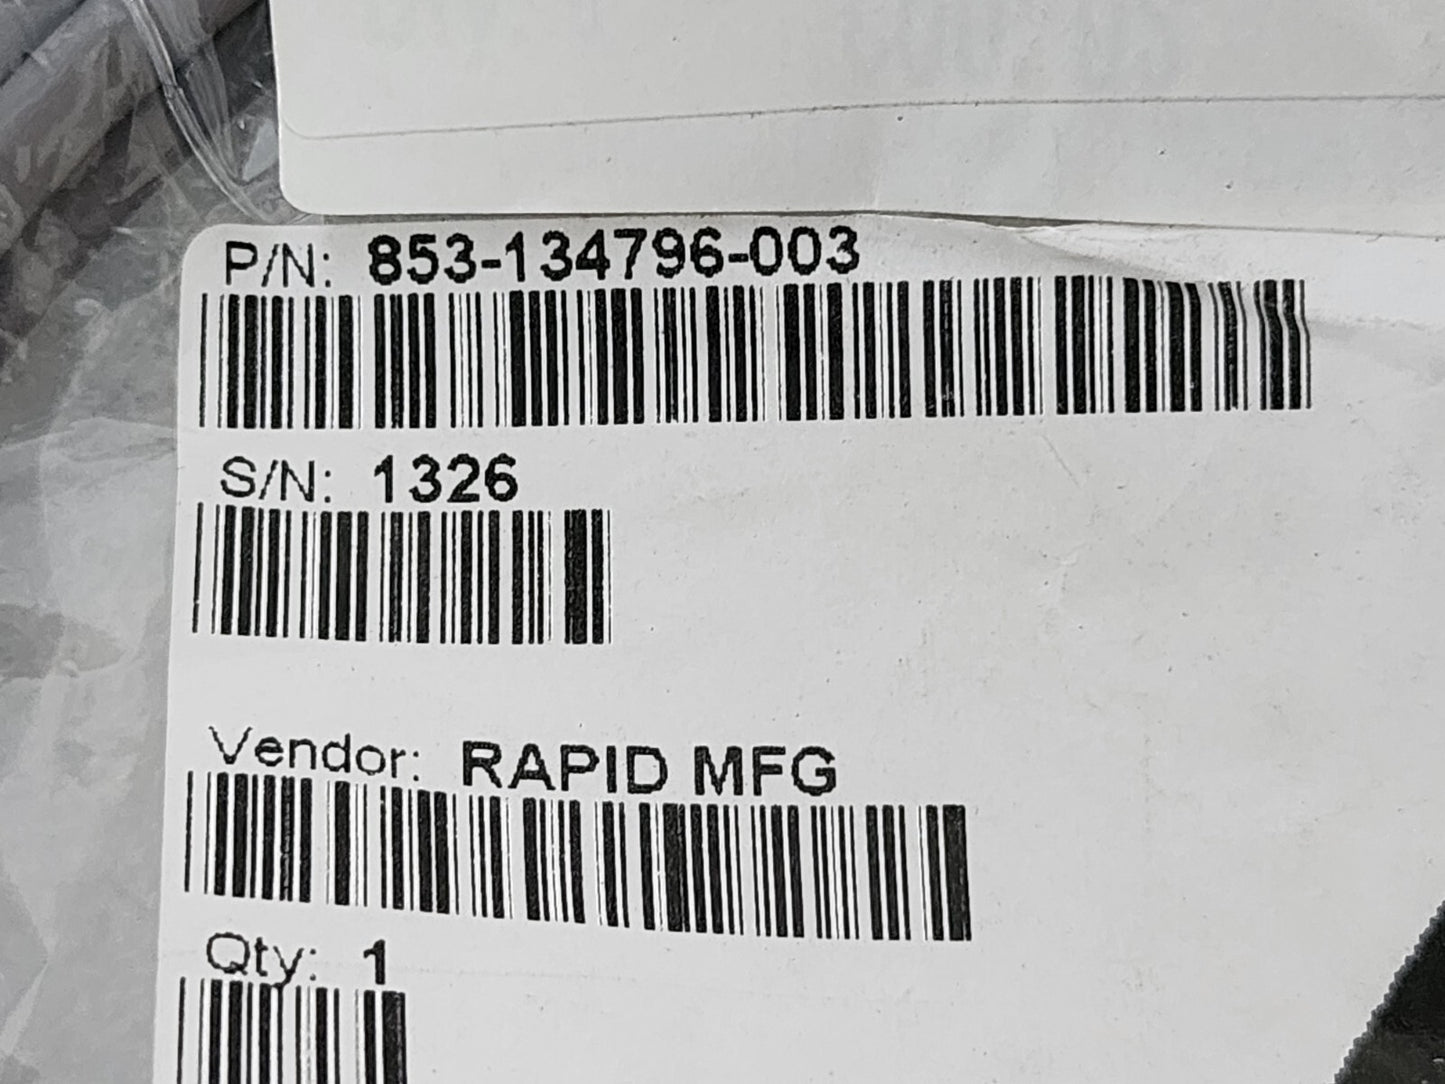 P/N: 853-134796-003
S/N: 1326
Vendor: RAPID MFG
Qty: 1